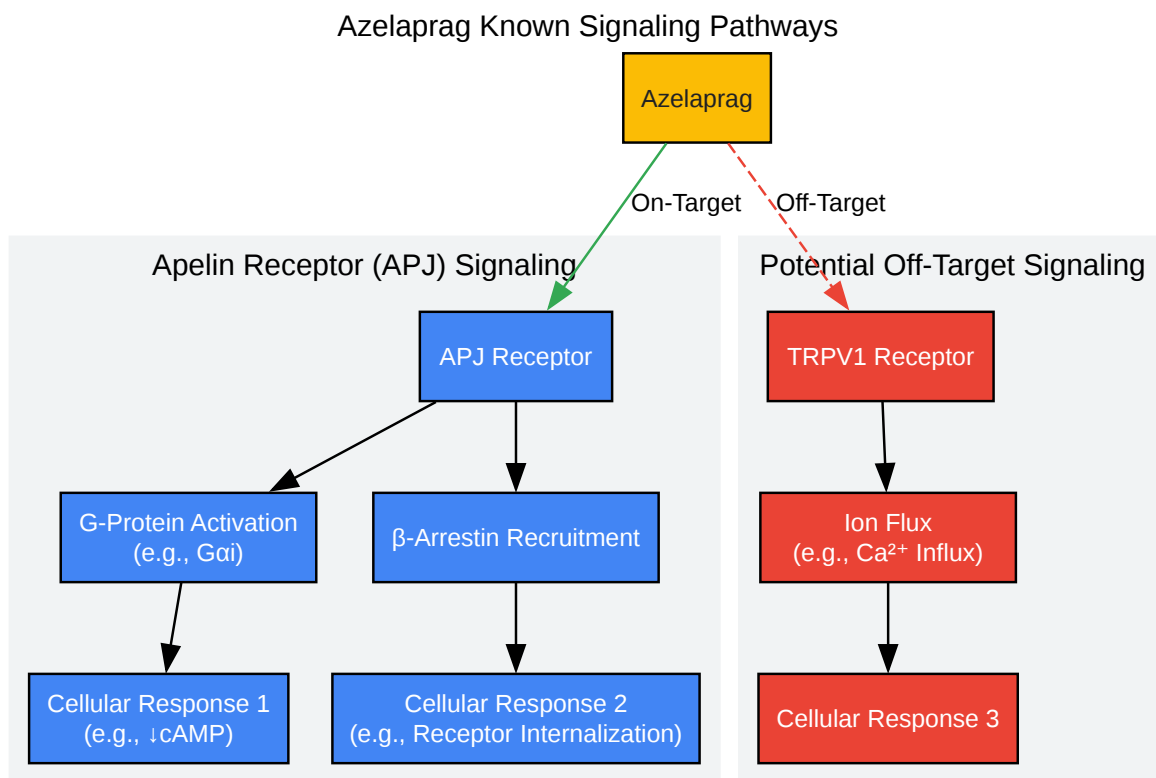 Azelaprag Known Signaling Pathways
Azelaprag
On-Target
Off-Target
Apelin Receptor (APJ) Signaling
Potential Off-Target Signaling
APJ Receptor
TRPV1 Receptor
G-Protein Activation
(e.g., Gαi)
β-Arrestin Recruitment
Ion Flux
(e.g., Ca²⁺ Influx)
Cellular Response 1
(e.g., ↓cAMP)
Cellular Response 2
(e.g., Receptor Internalization)
Cellular Response 3